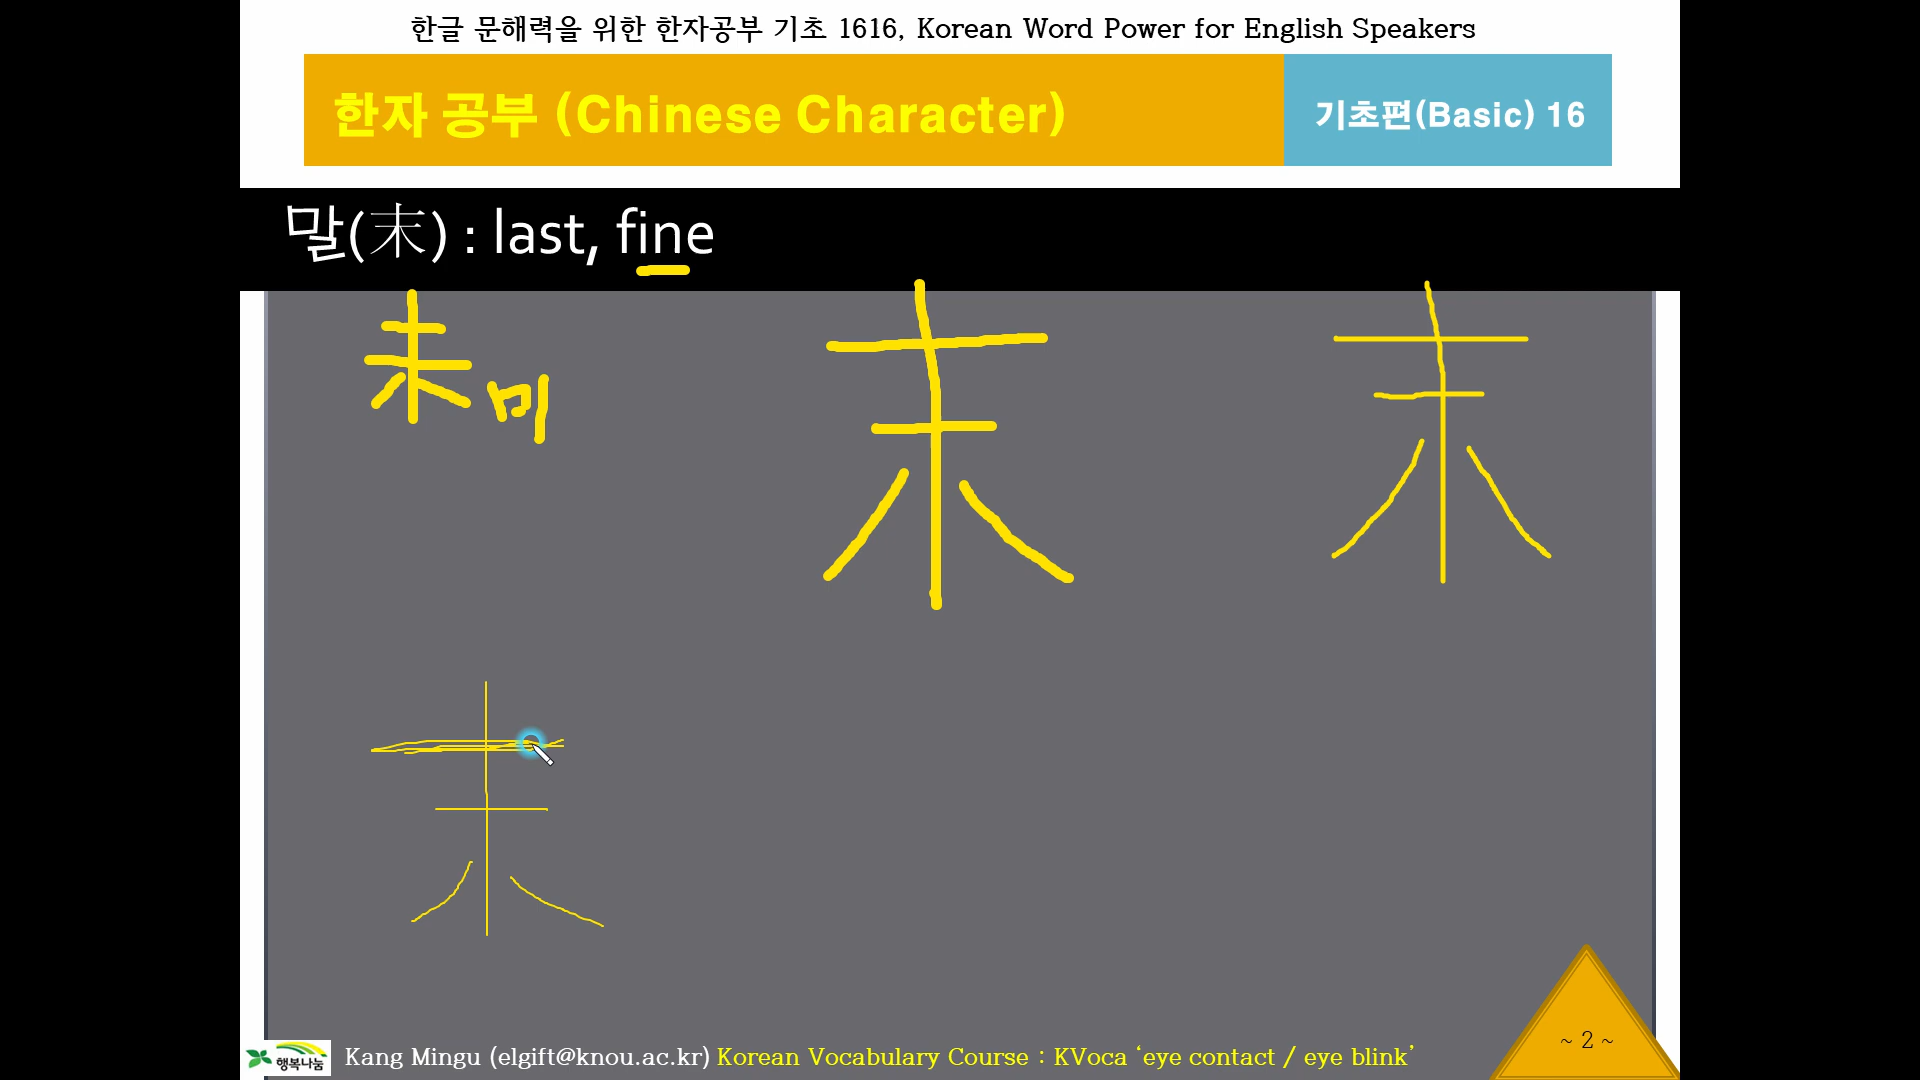 한글 문해력을 위한 한자공부 기초 1616, Korean Word Power for English Speakers
한자 공부 (Chinese Character)
기초편(Basic) 16
말(末) : last, fine
未 미 末 末
末
행복나눔
Kang Mingu (elgift@knou.ac.kr) Korean Vocabulary Course : KVoca ‘eye contact / eye blink’
~ 2 ~